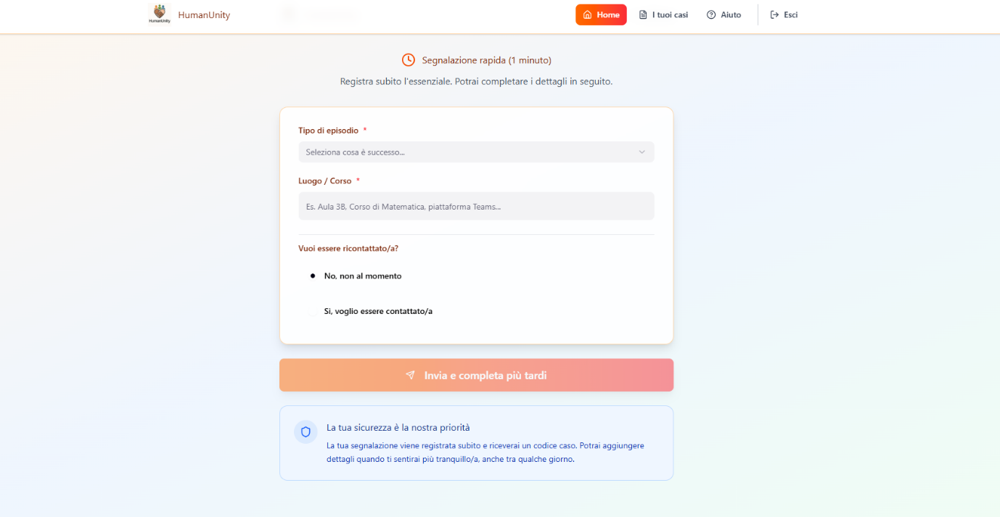 HumanUnity
HumanUnity
Home
I tuoi casi
Aiuto
Esci
Segnalazione rapida (1 minuto)
Registra subito l'essenziale. Potrai completare i dettagli in seguito.
Tipo di episodio *
Seleziona cosa è successo...
Luogo / Corso *
Es. Aula 3B, Corso di Matematica, piattaforma Teams...
Vuoi essere ricontattato/a?
No, non al momento
Sì, voglio essere contattato/a
Invia e completa più tardi
La tua sicurezza è la nostra priorità
La tua segnalazione viene registrata subito e riceverai un codice caso. Potrai aggiungere
dettagli quando ti sentirai più tranquillo/a, anche tra qualche giorno.